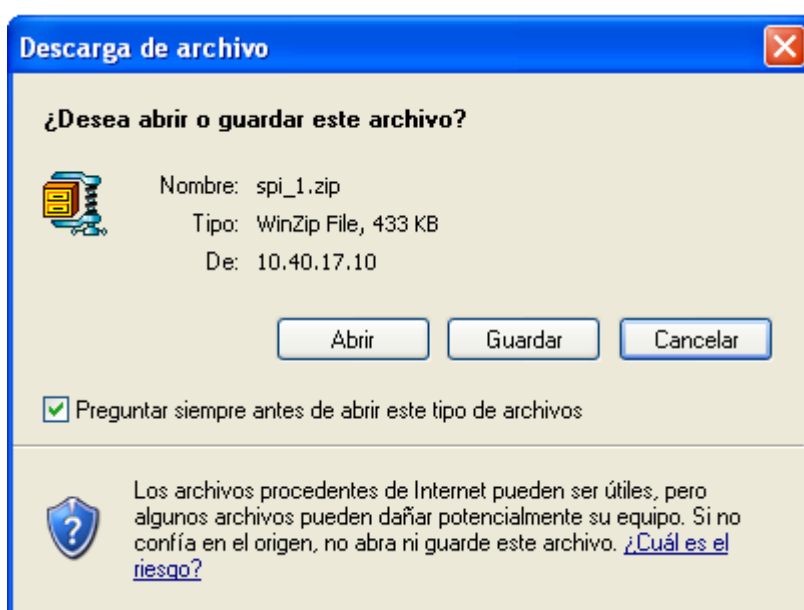 Descarga de archivo
¿Desea abrir o guardar este archivo?
Nombre: spi_1.zip
Tipo: WinZip File, 433 KB
De: 10.40.17.10
Abrir Guardar Cancelar
Preguntar siempre antes de abrir este tipo de archivos
Los archivos procedentes de Internet pueden ser útiles, pero
algunos archivos pueden dañar potencialmente su equipo. Si no
confía en el origen, no abra ni guarde este archivo. ¿Cuál es el
riesgo?